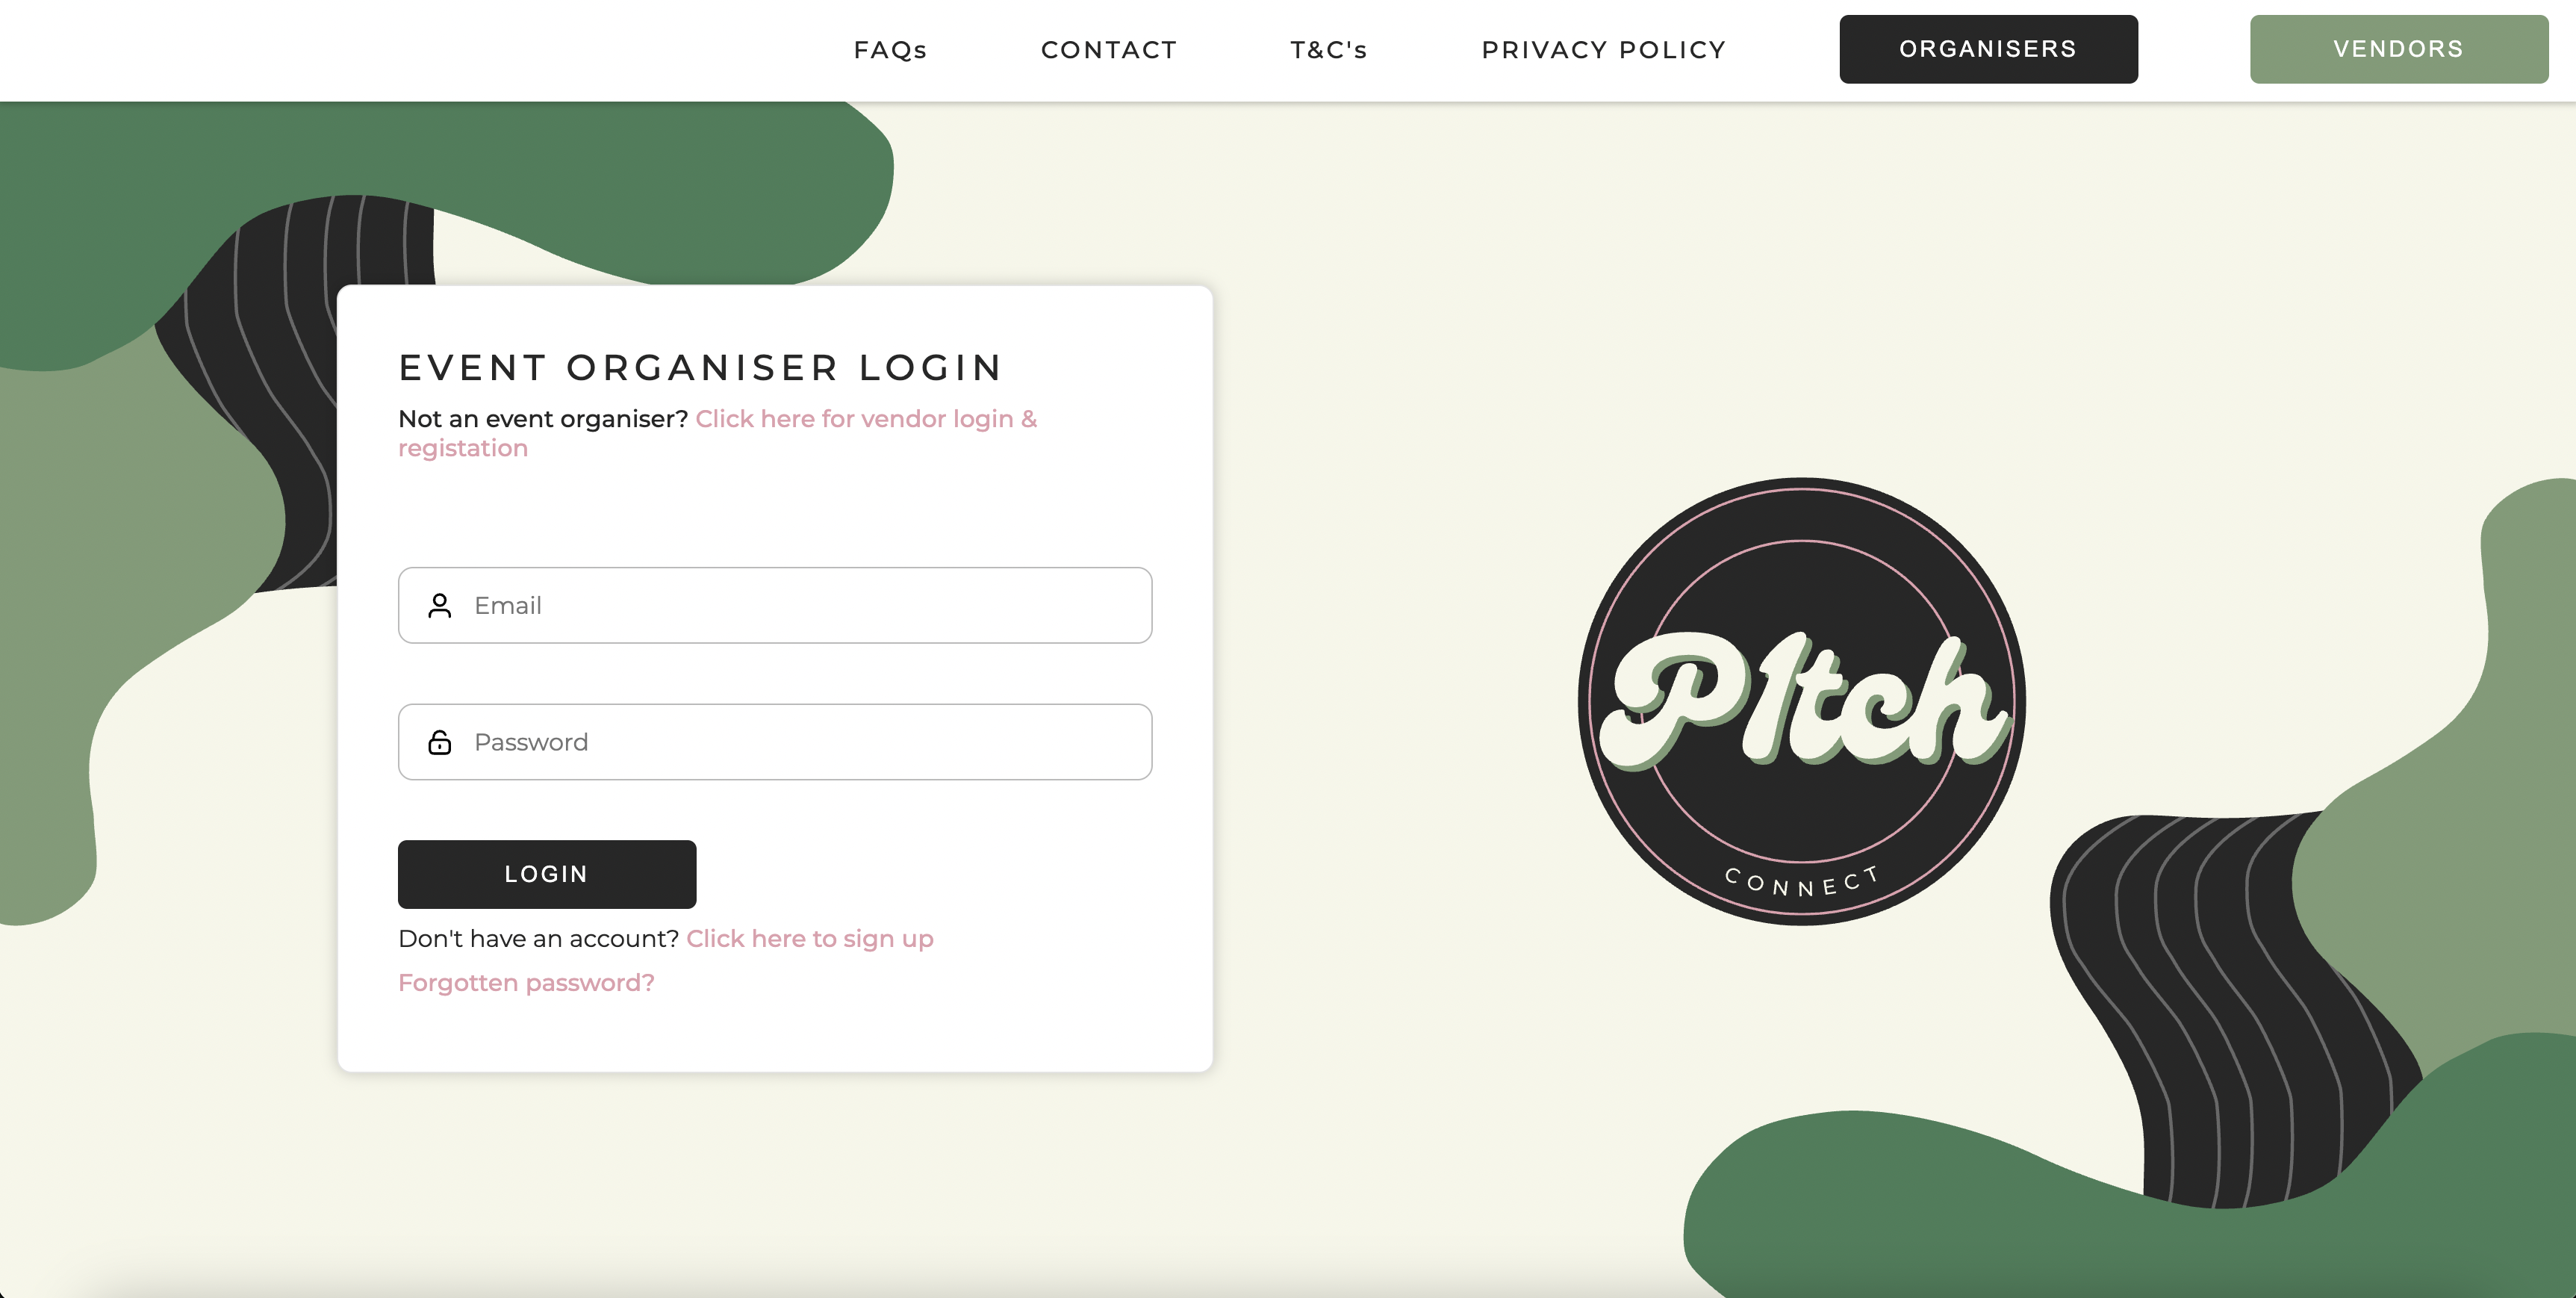 FAQs
CONTACT
T&C's
PRIVACY POLICY
ORGANISERS
VENDORS
EVENT ORGANISER LOGIN
Not an event organiser? Click here for vendor login &
registation
Email
Password
LOGIN
Don't have an account? Click here to sign up
Forgotten password?
P1tch
CONNECT